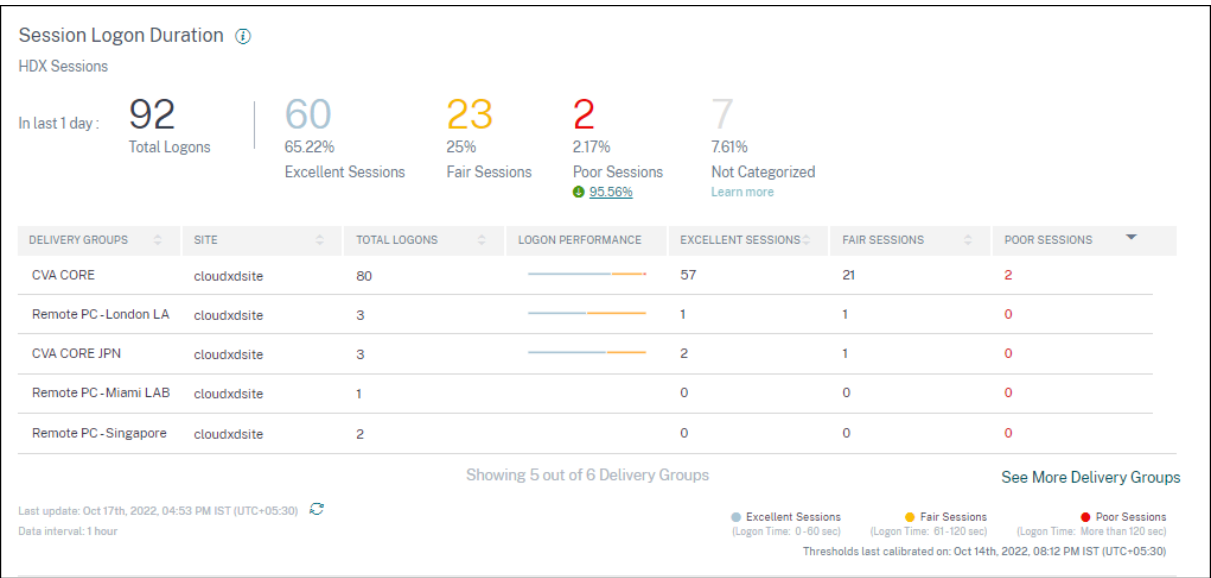 Session Logon Duration
HDX Sessions
In last 1 day : 92 60 23 2 7
Total Logons 65.22% 25% 2.17% 7.61%
Excellent Sessions Fair Sessions Poor Sessions Not Categorized
95.56% Learn more
DELIVERY GROUPS SITE TOTAL LOGONS LOGON PERFORMANCE EXCELLENT SESSIONS FAIR SESSIONS POOR SESSIONS
CVA CORE cloudxdsite 80 57 21 2
Remote PC - London LA cloudxdsite 3 1 1 0
CVA CORE JPN cloudxdsite 3 2 1 0
Remote PC - Miami LAB cloudxdsite 1 0 0 0
Remote PC - Singapore cloudxdsite 2 0 0 0
Showing 5 out of 6 Delivery Groups See More Delivery Groups
Last update: Oct 17th, 2022, 04:53 PM IST (UTC+05:30)
Data interval: 1 hour
Excellent Sessions Fair Sessions Poor Sessions
(Logon Time: 0-60 sec) (Logon Time: 61-120 sec) (Logon Time: More than 120 sec)
Thresholds last calibrated on: Oct 14th, 2022, 08:12 PM IST (UTC+05:30)